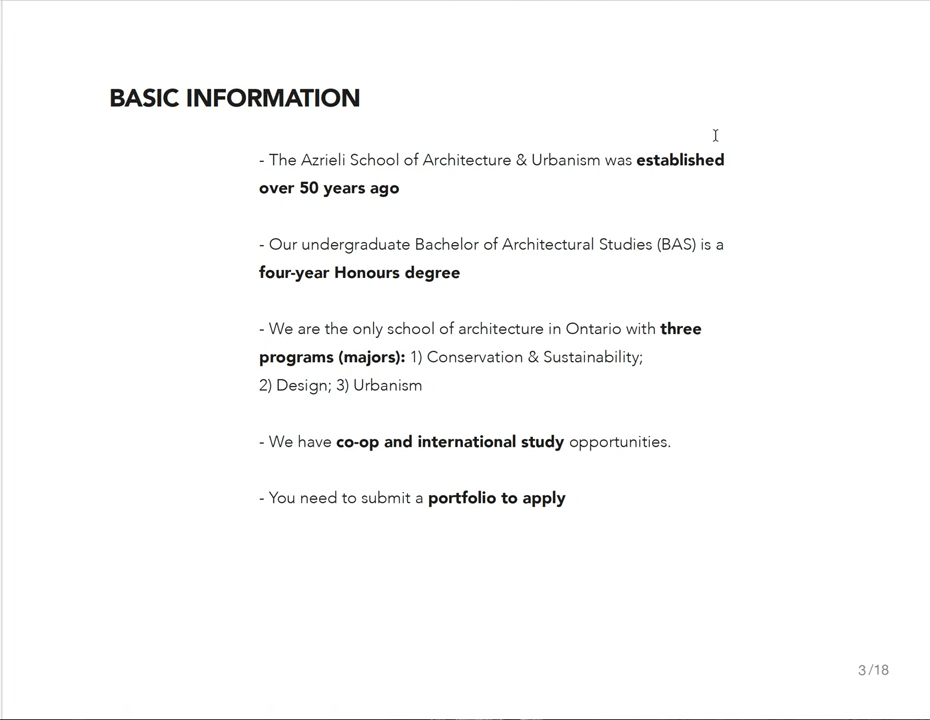 BASIC INFORMATION
- The Azrieli School of Architecture & Urbanism was established
over 50 years ago
- Our undergraduate Bachelor of Architectural Studies (BAS) is a
four-year Honours degree
- We are the only school of architecture in Ontario with three
programs (majors): 1) Conservation & Sustainability;
2) Design; 3) Urbanism
- We have co-op and international study opportunities.
- You need to submit a portfolio to apply
3/18